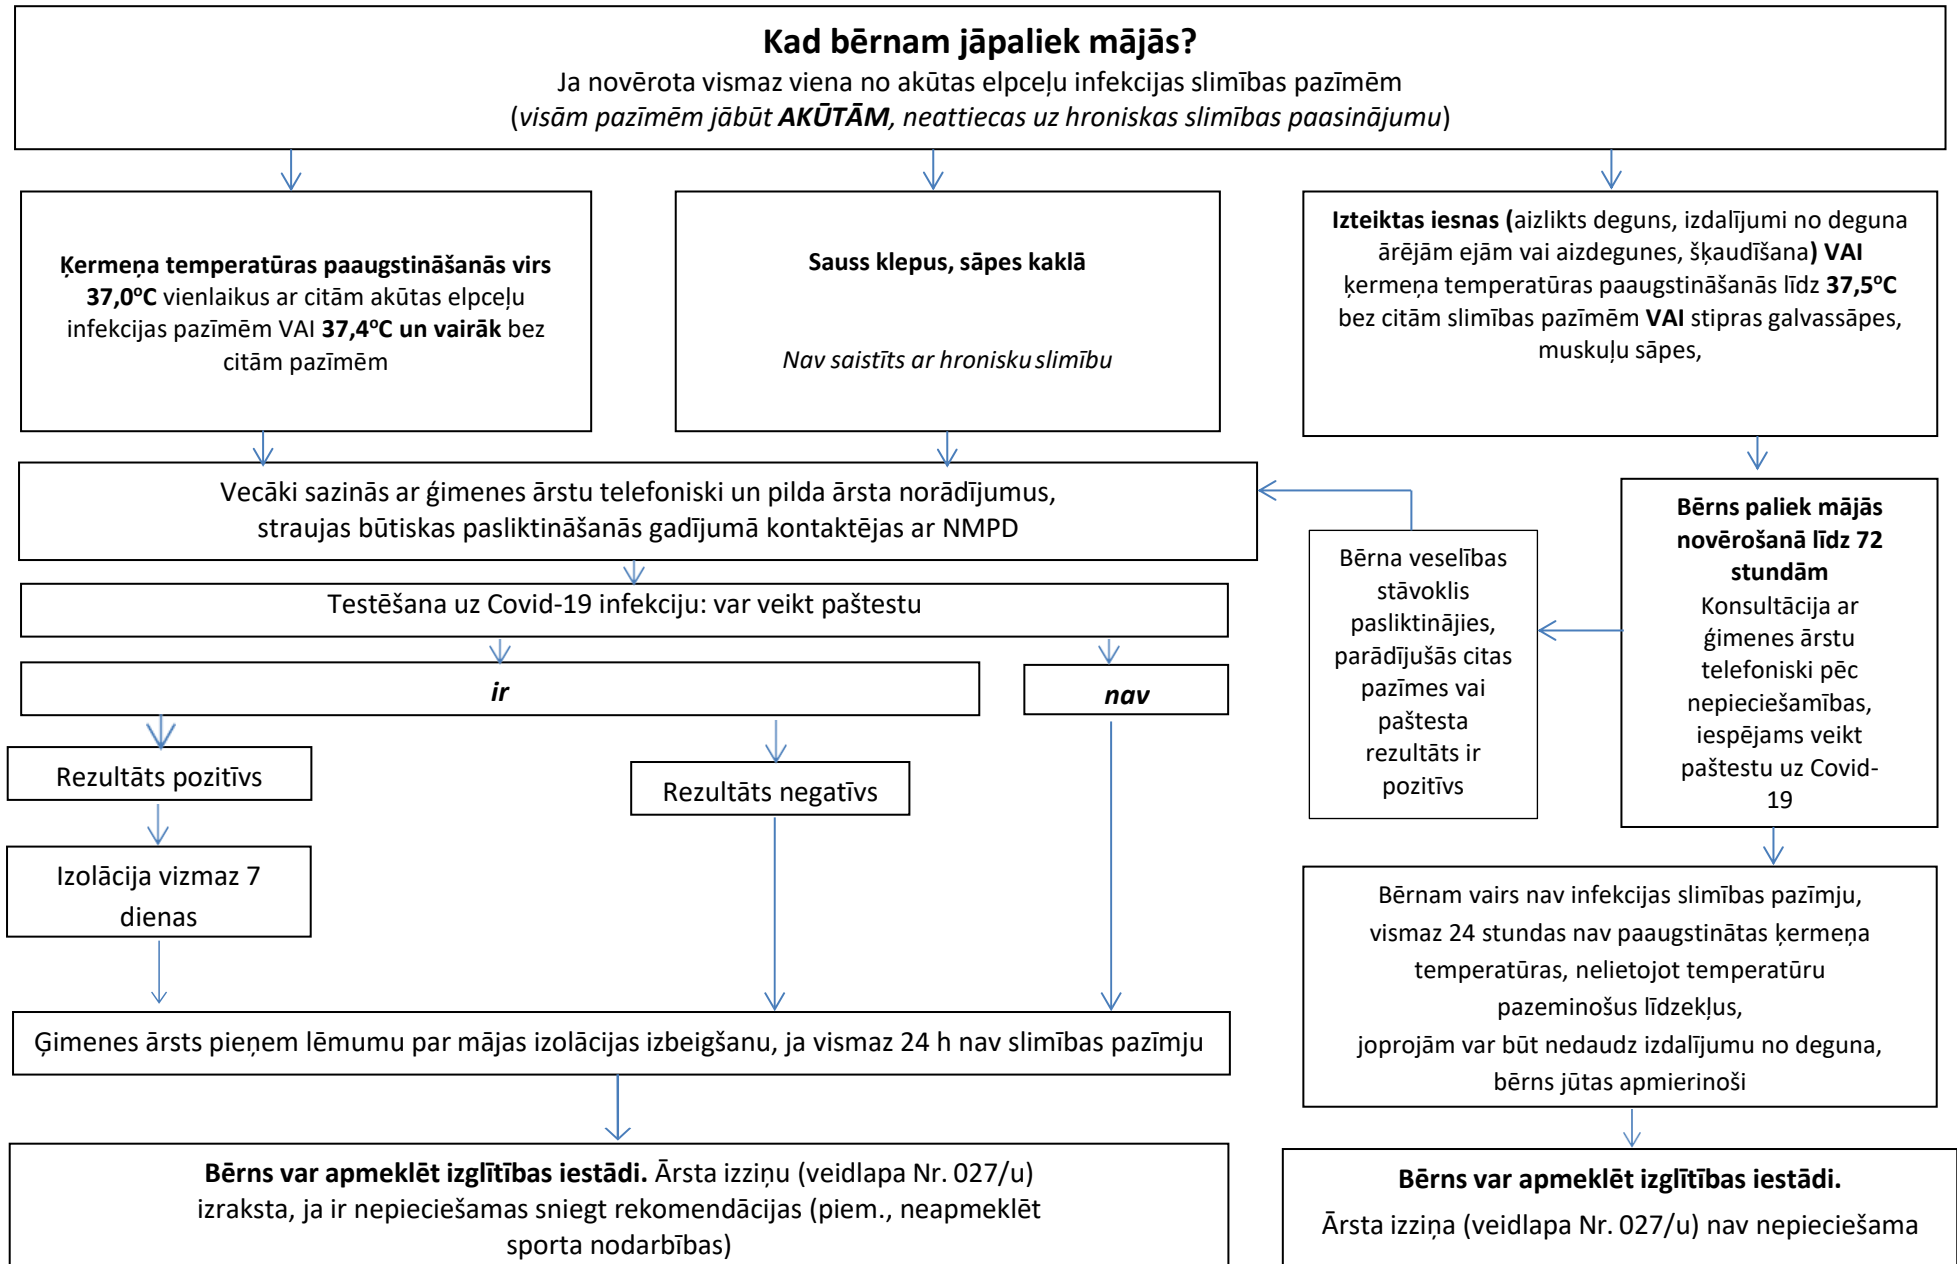 Kad bērnam jāpaliek mājās?
Ja novērota vismaz viena no akūtas elpceļu infekcijas slimības pazīmēm
(visām pazīmēm jābūt AKŪTĀM, neattiecas uz hroniskas slimības paasinājumu)
Ķermeņa temperatūras paaugstināšanās virs
37,0°C vienlaikus ar citām akūtas elpceļu
infekcijas pazīmēm VAI 37,4°C un vairāk bez
citām pazīmēm
Sauss klepus, sāpes kaklā
Nav saistīts ar hronisku slimību
Izteiktas iesnas (aizlikts deguns, izdalījumi no deguna
ārējām ejām vai aizdegunes, šķaudīšana) VAI
ķermeņa temperatūras paaugstināšanās līdz 37,5°C
bez citām slimības pazīmēm VAI stipras galvassāpes,
muskuļu sāpes,
Vecāki sazinās ar ģimenes ārstu telefoniski un pilda ārsta norādījumus,
straujas būtiskas pasliktināšanās gadījumā kontaktējas ar NMPD
Testēšana uz Covid-19 infekciju: var veikt paštestu
ir
nav
Rezultāts pozitīvs
Rezultāts negatīvs
Izolācija vizmaz 7
dienas
Bērna veselības
stāvoklis
pasliktinājies,
parādījušās citas
pazīmes vai
paštesta
rezultāts ir
pozitīvs
Bērns paliek mājās
novērošanā līdz 72
stundām
Konsultācija ar
ģimenes ārstu
telefoniski pēc
nepieciešamības,
iespējams veikt
paštestu uz Covid-
19
Bērnam vairs nav infekcijas slimības pazīmju,
vismaz 24 stundas nav paaugstinātas ķermeņa
temperatūras, nelietojot temperatūru
pazeminošus līdzekļus,
joprojām var būt nedaudz izdalījumu no deguna,
bērns jūtas apmierinoši
Ģimenes ārsts pieņem lēmumu par mājas izolācijas izbeigšanu, ja vismaz 24 h nav slimības pazīmju
Bērns var apmeklēt izglītības iestādi. Ārsta izziņu (veidlapa Nr. 027/u)
izraksta, ja ir nepieciešamas sniegt rekomendācijas (piem., neapmeklēt
sporta nodarbības)
Bērns var apmeklēt izglītības iestādi.
Ārsta izziņa (veidlapa Nr. 027/u) nav nepieciešama